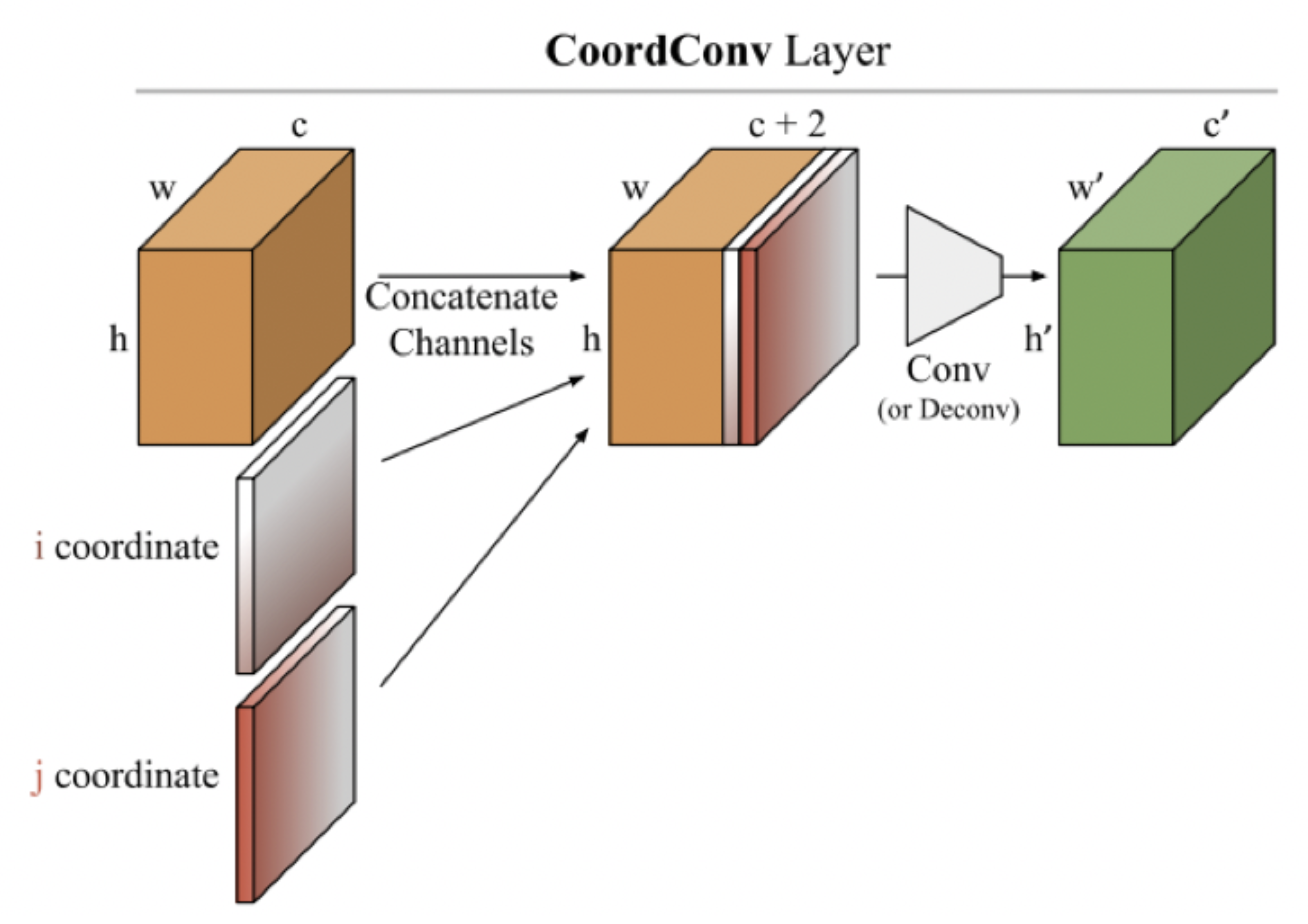 CoordConv Layer
c
w
h
Concatenate
Channels
i coordinate
j coordinate
c + 2
w
h
Conv
(or Deconv)
c′
w′
h′